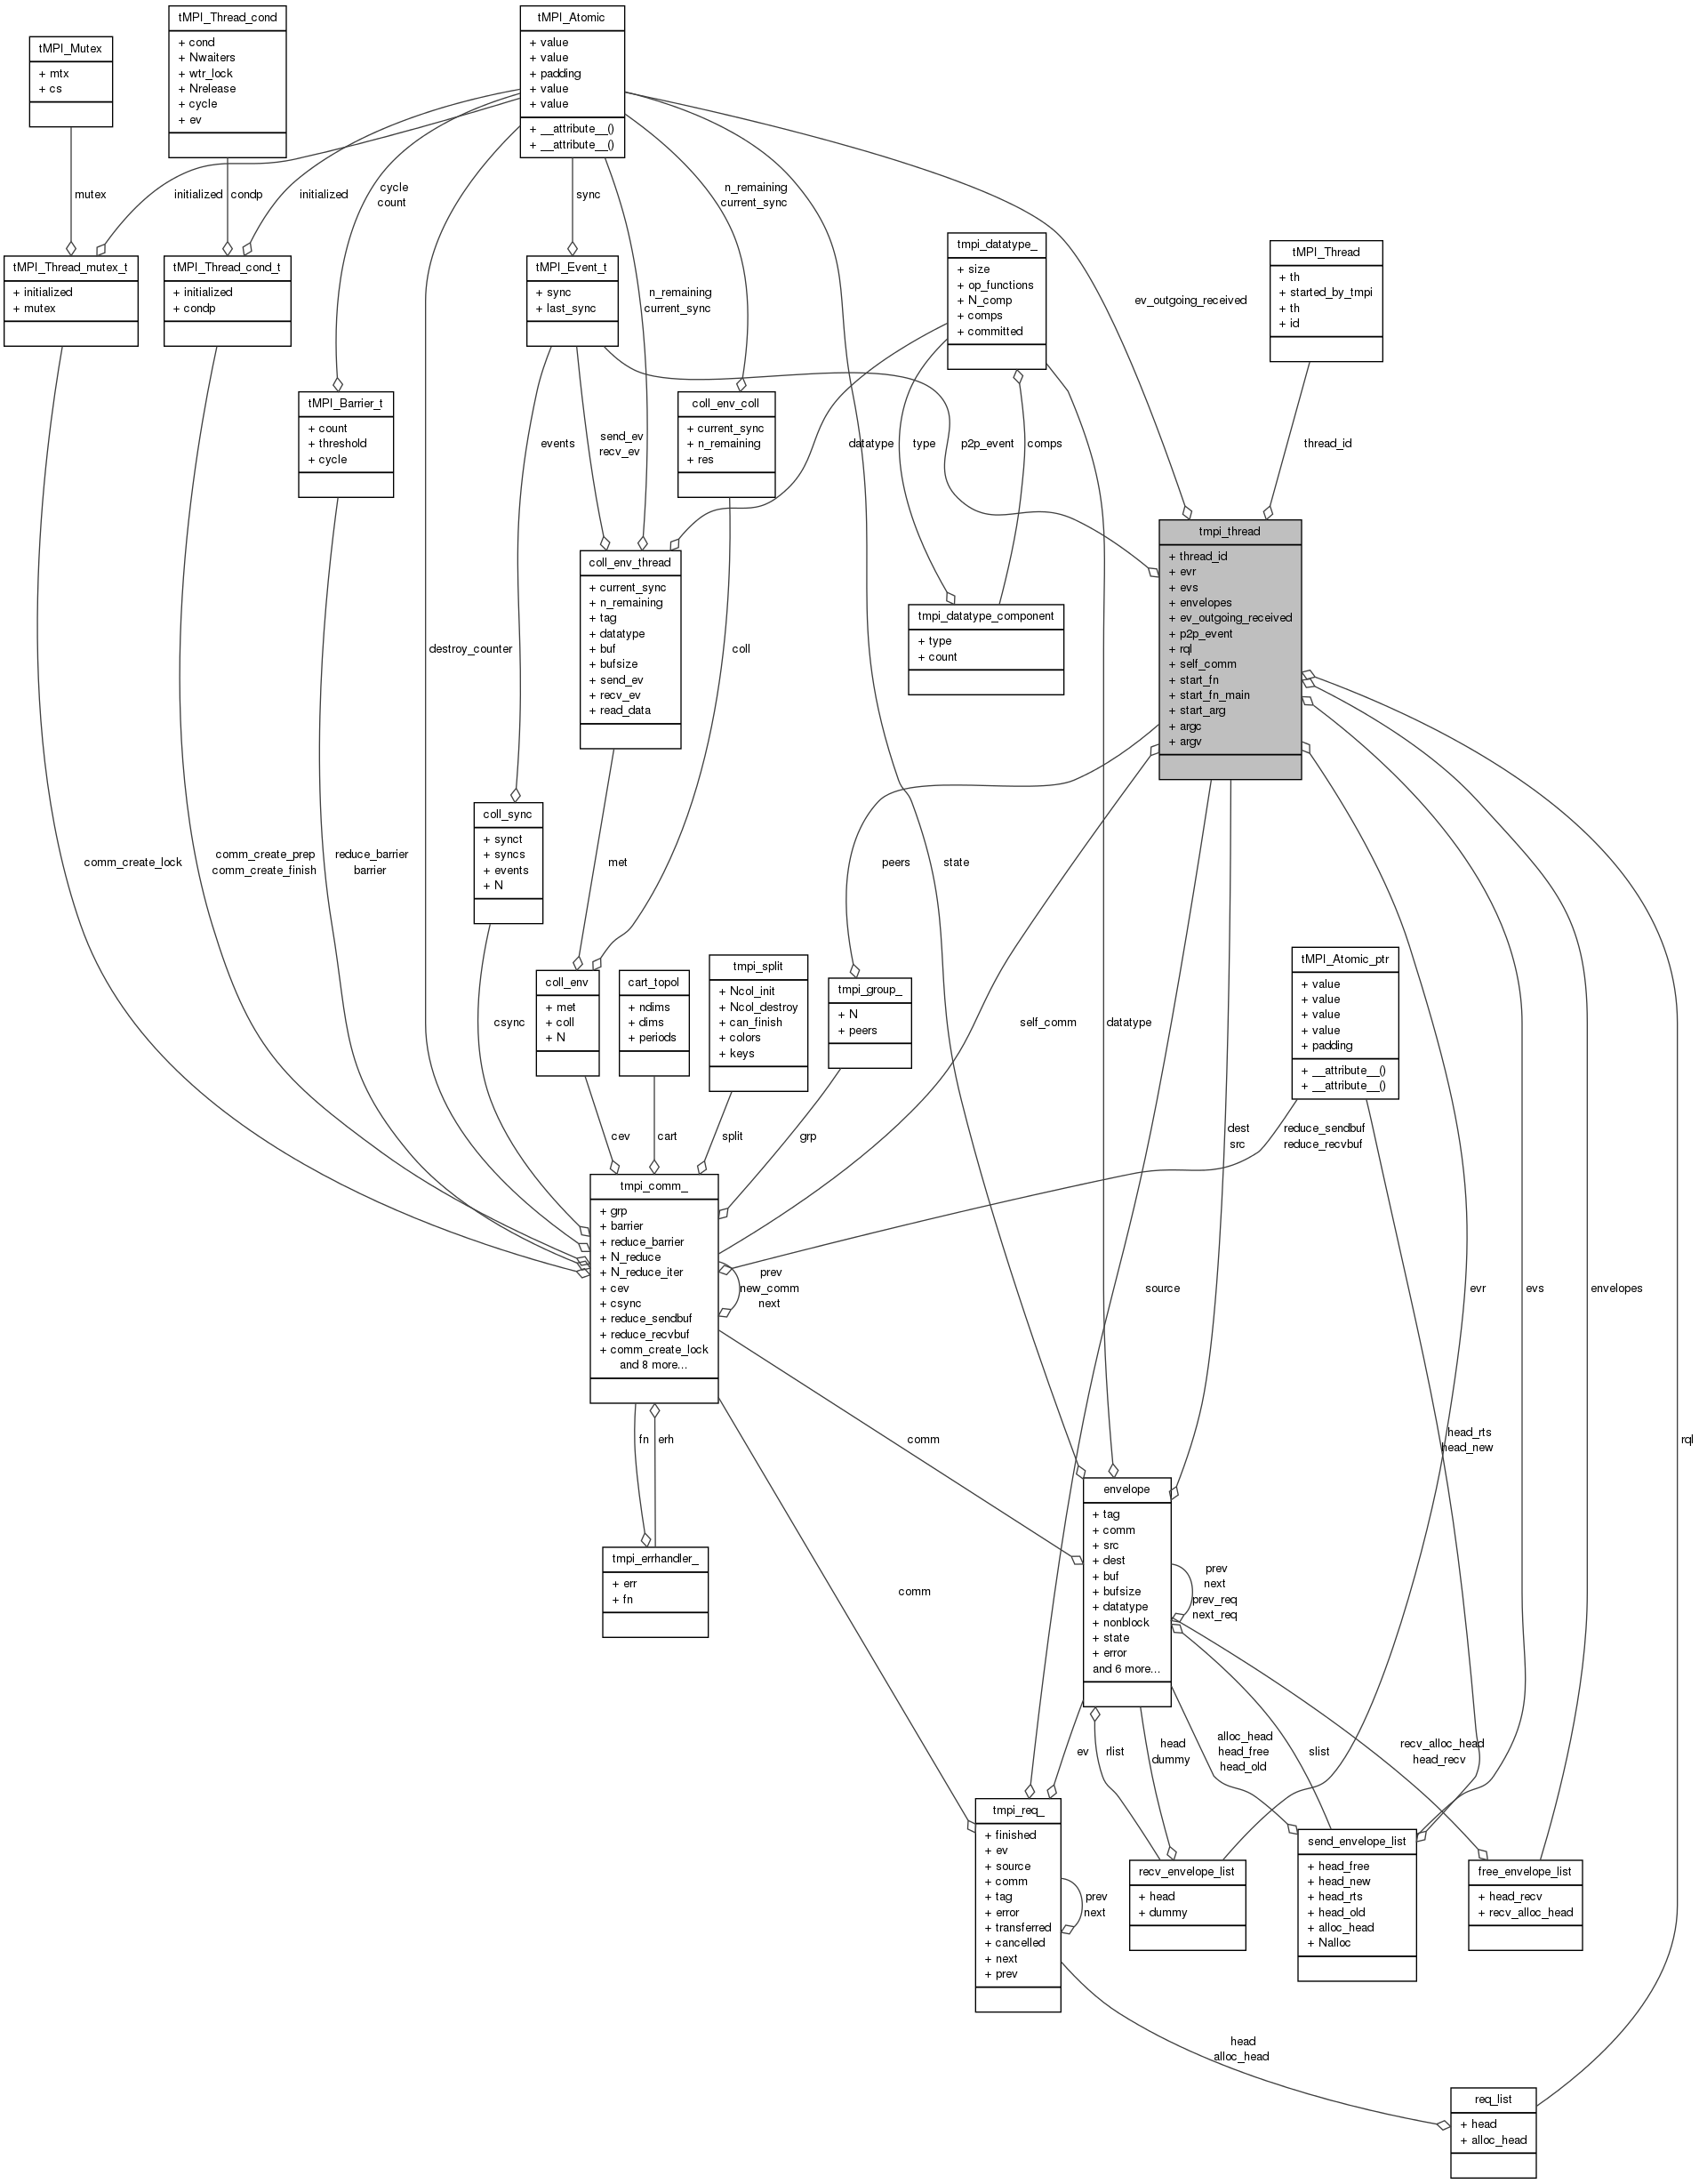 tMPI_Thread_cond
+ cond
+ Nwaiters
+ wtr_lock
+ Nrelease
+ cycle
+ ev
tMPI_Atomic
+ value
+ value
+ padding
+ value
+ value
+ __attribute__()
+ __attribute__()
tMPI_Mutex
+ mtx
+ cs
mutex
initialized
condp
initialized
cycle
count
sync
n_remaining
current_sync
tmpi_datatype_
+ size
+ op_functions
+ N_comp
+ comps
+ committed
tMPI_Thread
+ th
+ started_by_tmpi
+ th
+ id
tMPI_Thread_mutex_t
+ initialized
+ mutex
tMPI_Thread_cond_t
+ initialized
+ condp
tMPI_Event_t
+ sync
+ last_sync
n_remaining
current_sync
ev_outgoing_received
tMPI_Barrier_t
+ count
+ threshold
+ cycle
coll_env_coll
+ current_sync
+ n_remaining
+ res
events
send_ev
recv_ev
datatype
type
p2p_event
comps
thread_id
tmpi_thread
+ thread_id
+ evr
+ evs
+ envelopes
+ ev_outgoing_received
+ p2p_event
+ rql
+ self_comm
+ start_fn
+ start_fn_main
+ start_arg
+ argc
+ argv
coll_env_thread
+ current_sync
+ n_remaining
+ tag
+ datatype
+ buf
+ bufsize
+ send_ev
+ recv_ev
+ read_data
tmpi_datatype_component
+ type
+ count
destroy_counter
coll
coll_sync
+ synct
+ syncs
+ events
+ N
comm_create_lock
comm_create_prep
comm_create_finish
reduce_barrier
barrier
met
peers
state
coll_env
+ met
+ coll
+ N
cart_topol
+ ndims
+ dims
+ periods
tmpi_split
+ Ncol_init
+ Ncol_destroy
+ can_finish
+ colors
+ keys
tmpi_group_
+ N
+ peers
tMPI_Atomic_ptr
+ value
+ value
+ value
+ value
+ padding
+ __attribute__()
+ __attribute__()
csync
self_comm
datatype
cev
cart
split
grp
dest
src
reduce_sendbuf
reduce_recvbuf
tmpi_comm_
+ grp
+ barrier
+ reduce_barrier
+ N_reduce
+ N_reduce_iter
+ cev
+ csync
+ reduce_sendbuf
+ reduce_recvbuf
+ comm_create_lock
and 8 more...
prev
new_comm
next
source
evr
evs
envelopes
fn
erh
comm
head_rts
head_new
rql
envelope
+ tag
+ comm
+ src
+ dest
+ buf
+ bufsize
+ datatype
+ nonblock
+ state
+ error
and 6 more...
prev
next
prev_req
next_req
tmpi_errhandler_
+ err
+ fn
comm
ev
rlist
head
dummy
alloc_head
head_free
head_old
slist
recv_alloc_head
head_recv
tmpi_req_
+ finished
+ ev
+ source
+ comm
+ tag
+ error
+ transferred
+ cancelled
+ next
+ prev
prev
next
recv_envelope_list
+ head
+ dummy
send_envelope_list
+ head_free
+ head_new
+ head_rts
+ head_old
+ alloc_head
+ Nalloc
free_envelope_list
+ head_recv
+ recv_alloc_head
head
alloc_head
req_list
+ head
+ alloc_head